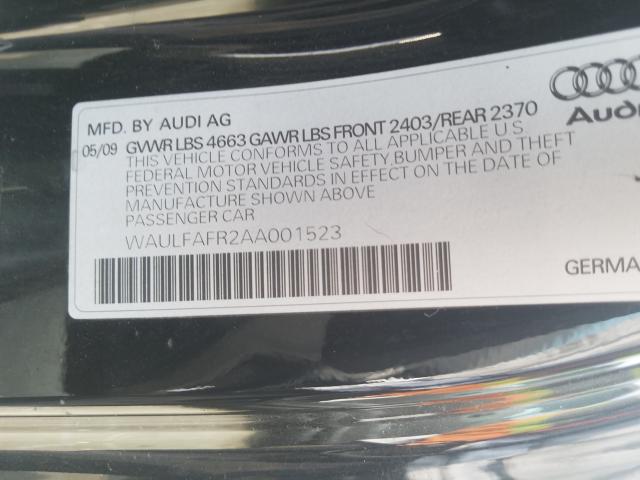 MFD. BY AUDI AG
05/09 GVWR LBS 4663 GAWR LBS FRONT 2403/REAR 2370
THIS VEHICLE CONFORMS TO ALL APPLICABLE U S
FEDERAL MOTOR VEHICLE SAFETY, BUMPER AND THEFT
PREVENTION STANDARDS IN EFFECT ON THE DATE OF
MANUFACTURE SHOWN ABOVE
PASSENGER CAR
WAULFAFR2AA001523
Audi
GERMA